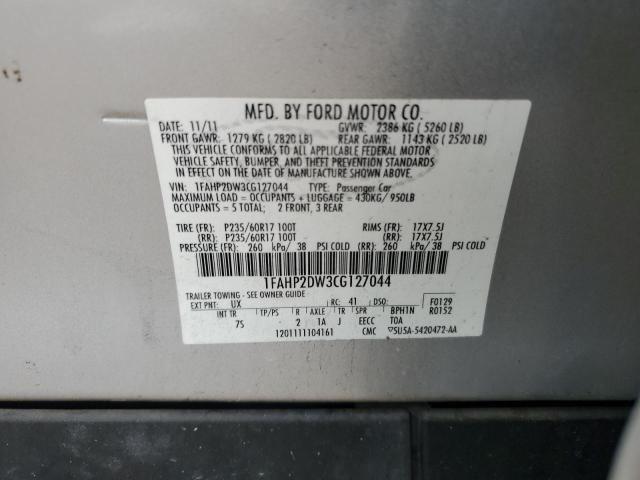 MFD. BY FORD MOTOR CO.
DATE: 11/11 GVWR: 2386 KG ( 5260 LB)
FRONT GAWR: 1279 KG ( 2820 LB) REAR GAWR: 1143 KG ( 2520 LB)
THIS VEHICLE CONFORMS TO ALL APPLICABLE FEDERAL MOTOR
VEHICLE SAFETY, BUMPER, AND THEFT PREVENTION STANDARDS
IN EFFECT ON THE DATE OF MANUFACTURE SHOWN ABOVE.
VIN: 1FAHP2DW3CG127044 TYPE: Passenger Car
MAXIMUM LOAD = OCCUPANTS + LUGGAGE = 430KG/ 950LB
OCCUPANTS = 5 TOTAL; 2 FRONT, 3 REAR
TIRE (FR): P235/60R17 100T RIMS (FR): 17X7.5J
(RR): P235/60R17 100T (RR): 17X7.5J
PRESSURE (FR): 260 kPa/ 38 PSI COLD (RR): 260 kPa/ 38 PSI COLD
1FAHP2DW3CG127044
TRAILER TOWING - SEE OWNER GUIDE
EXT PNT: UX RC: 41 DSO: F0129
INT TR TP/PS R AXLE TR SPR BPH1N R0152
75 2 1A J EECC TOA
1201111104161 CMC 5U5A-5420472-AA